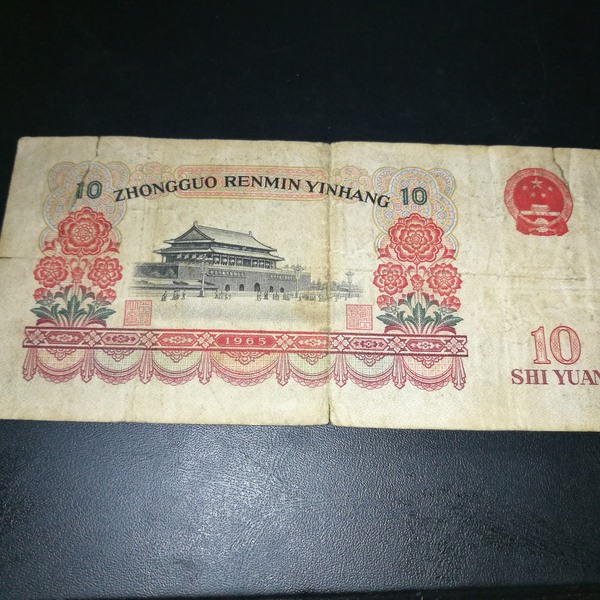 10 ZHONGGUO RENMIN YINHANG 10
1965
10
SHI YUAN